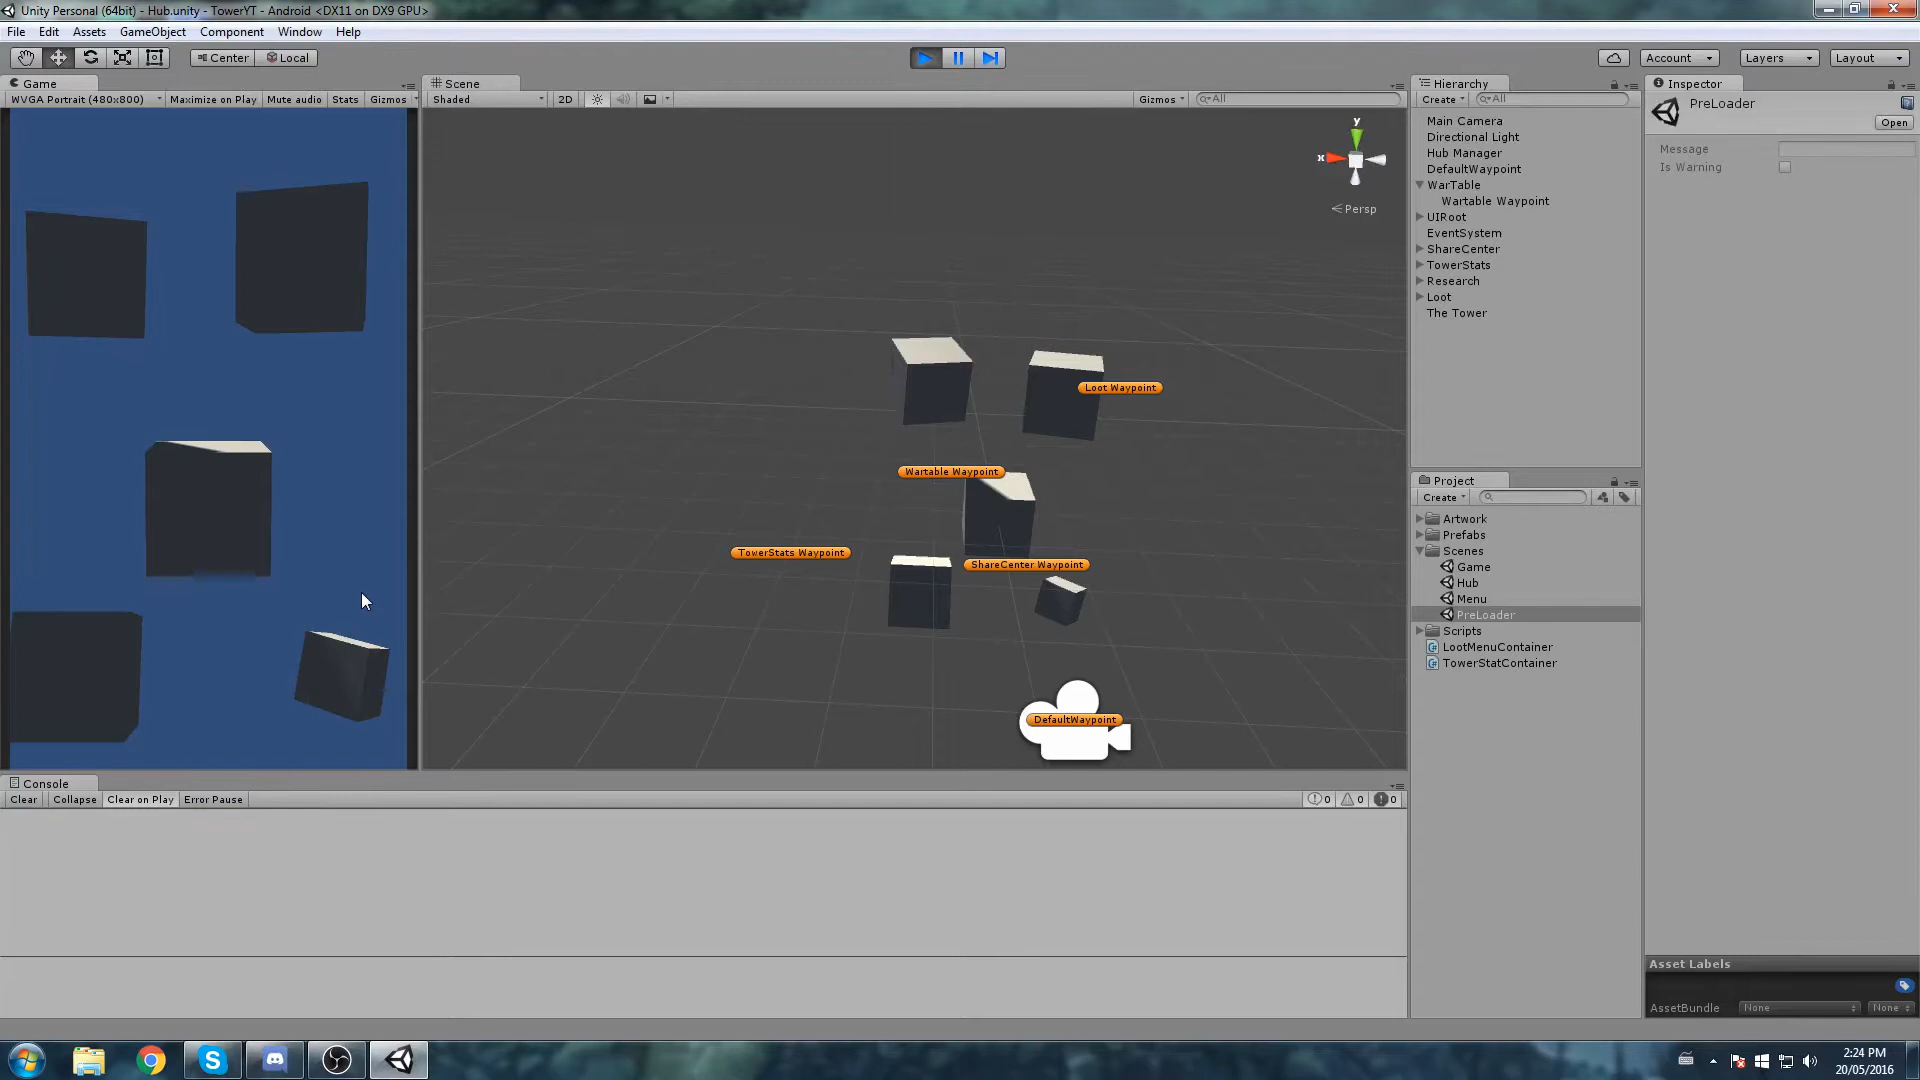 Unity Personal (64bit) - Hub.unity - TowerYT - Android <DX11 on DX9 GPU>
File Edit Assets GameObject Component Window Help
Center Local Account Layers Layout
Game
WVGA Portrait (480x800) Maximize on Play Mute audio Stats Gizmos
Scene
Shaded 2D Gizmos All
y
x
Persp
Loot Waypoint
Wartable Waypoint
TowerStats Waypoint
ShareCenter Waypoint
DefaultWaypoint
Hierarchy
Create All
Main Camera
Directional Light
Hub Manager
DefaultWaypoint
WarTable
Wartable Waypoint
UIRoot
EventSystem
ShareCenter
TowerStats
Research
Loot
The Tower
Project
Create
Artwork
Prefabs
Scenes
Game
Hub
Menu
PreLoader
Scripts
LootMenuContainer
TowerStatContainer
Inspector
PreLoader
Open
Message
Is Warning
Asset Labels
AssetBundle None None
Console
Clear Collapse Clear on Play Error Pause 0 0 0
2:24 PM
20/05/2016